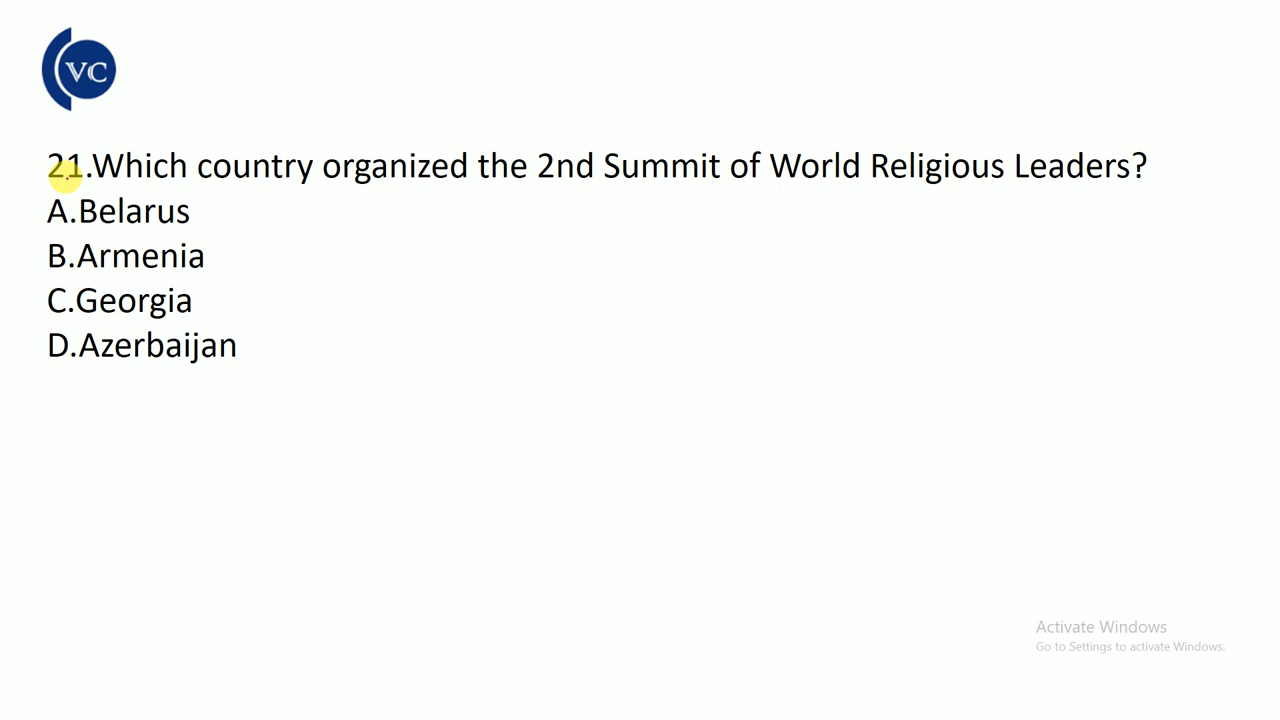 VC
21.Which country organized the 2nd Summit of World Religious Leaders?
A.Belarus
B.Armenia
C.Georgia
D.Azerbaijan
Activate Windows
Go to Settings to activate Windows.